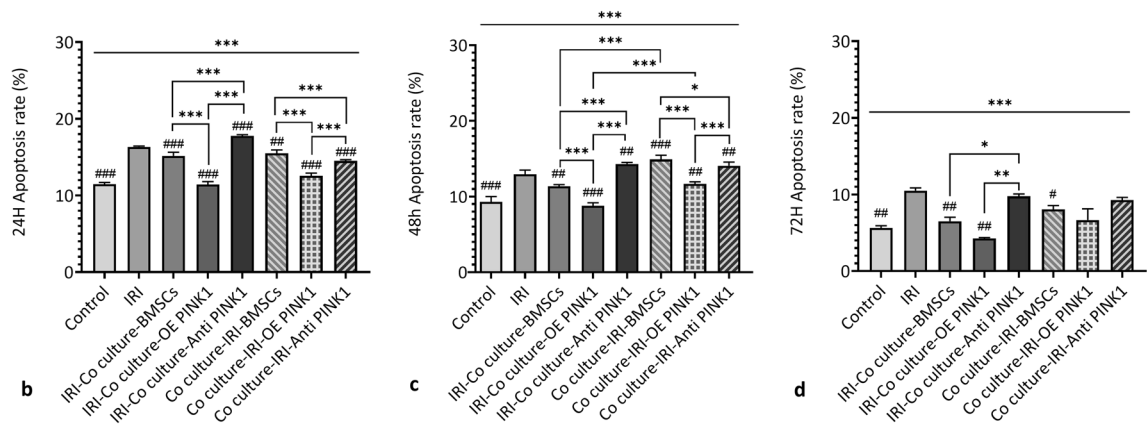 24H Apoptosis rate (%)
30
20
10
0
***
***
***
***
***
***
***
###
###
###
###
##
###
###
Control
IRI
IRI-Co culture-BMSCs
IRI-Co culture-OE PINK1
IRI-Co culture-Anti PINK1
Co culture-IRI-BMSCs
Co culture-IRI-OE PINK1
Co culture-IRI-Anti PINK1
b
48h Apoptosis rate (%)
30
20
10
0
***
***
***
***
*
***
***
***
***
###
##
###
##
###
##
##
Control
IRI
IRI-Co culture-BMSCs
IRI-Co culture-OE PINK1
IRI-Co culture-Anti PINK1
Co culture-IRI-BMSCs
Co culture-IRI-OE PINK1
Co culture-IRI-Anti PINK1
c
72H Apoptosis rate (%)
30
20
10
0
***
*
**
##
##
##
#
Control
IRI
IRI-Co culture-BMSCs
IRI-Co culture-OE PINK1
IRI-Co culture-Anti PINK1
Co culture-IRI-BMSCs
Co culture-IRI-OE PINK1
Co culture-IRI-Anti PINK1
d